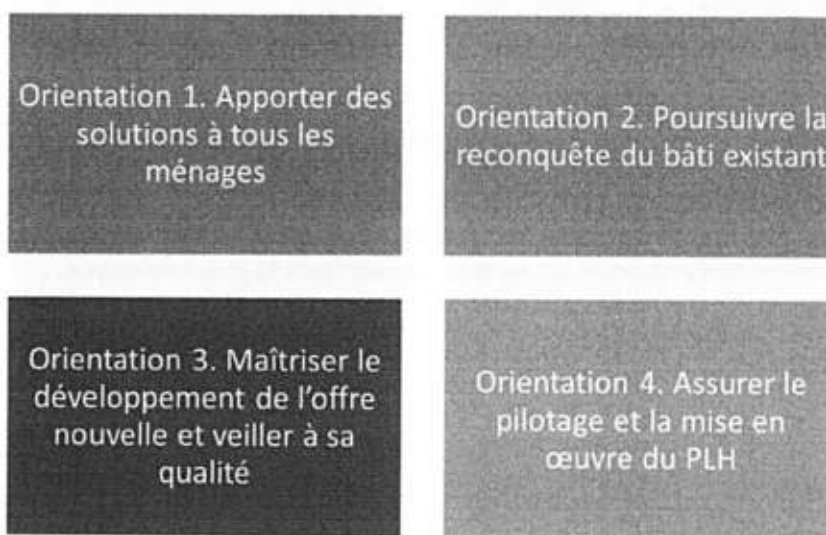 Orientation 1. Apporter des
solutions à tous les
ménages
Orientation 2. Poursuivre la
reconquête du bâti existant
Orientation 3. Maîtriser le
développement de l'offre
nouvelle et veiller à sa
qualité
Orientation 4. Assurer le
pilotage et la mise en
œuvre du PLH